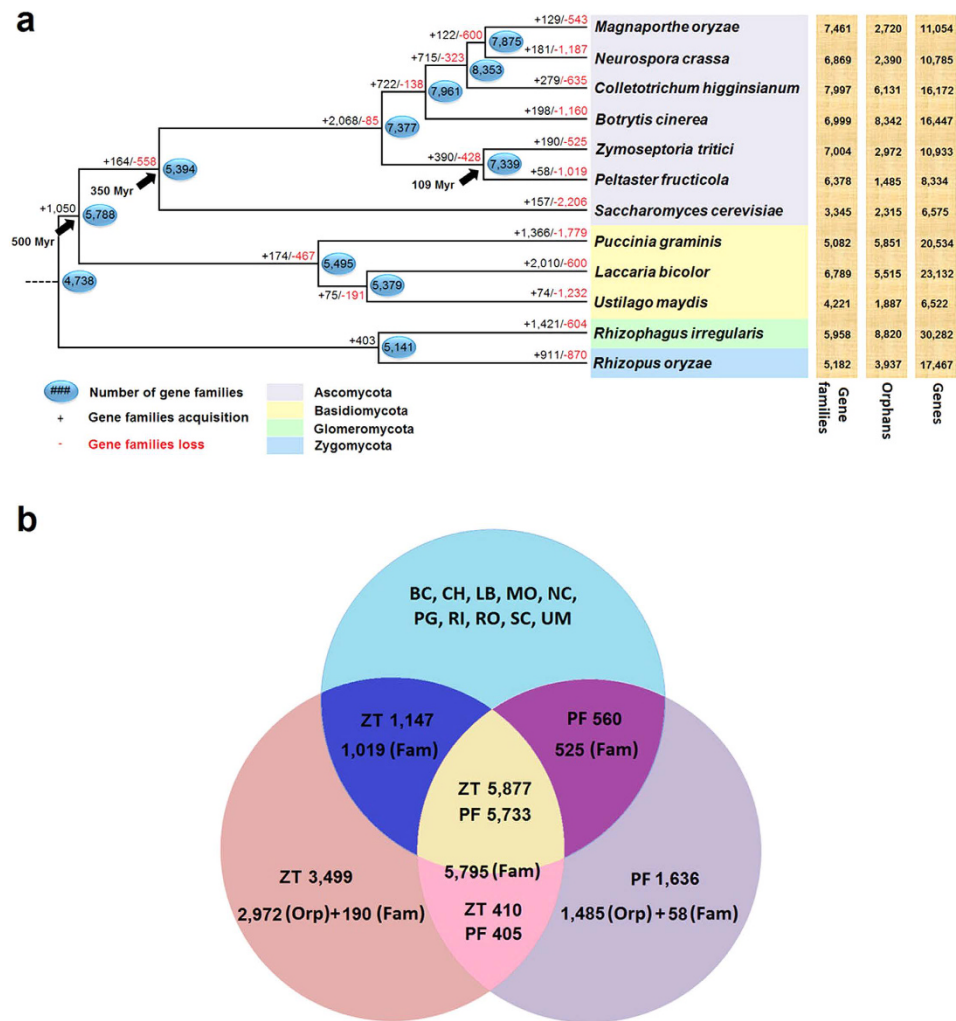 a
+129/-543
Magnaporthe oryzae 7,461 2,720 11,054
+122/-600
7,875
+181/-1,187
Neurospora crassa 6,869 2,390 10,785
+715/-323
8,353
+279/-635
Colletotrichum higginsianum 7,997 6,131 16,172
+722/-138
7,961
+198/-1,160
Botrytis cinerea 6,999 8,342 16,447
+2,068/-85
7,377
+190/-525
Zymoseptoria tritici 7,004 2,972 10,933
+390/-428
7,339
109 Myr
+58/-1,019
Peltaster fructicola 6,378 1,485 8,334
+164/-558
5,394
350 Myr
+157/-2,206
Saccharomyces cerevisiae 3,345 2,315 6,575
+1,050
5,788
500 Myr
+1,366/-1,779
Puccinia graminis 5,082 5,851 20,534
+174/-467
5,495
+2,010/-600
Laccaria bicolor 6,789 5,515 23,132
4,738
+75/-191
5,379
+74/-1,232
Ustilago maydis 4,221 1,887 6,522
+1,421/-604
Rhizophagus irregularis 5,958 8,820 30,282
+403
5,141
+911/-870
Rhizopus oryzae 5,182 3,937 17,467
### Number of gene families
+ Gene families acquisition
- Gene families loss
Ascomycota
Basidiomycota
Glomeromycota
Zygomycota
Gene
families
Orphans
Genes
b
BC, CH, LB, MO, NC,
PG, RI, RO, SC, UM
ZT 1,147
1,019 (Fam)
PF 560
525 (Fam)
ZT 5,877
PF 5,733
5,795 (Fam)
ZT 3,499
2,972 (Orp)+190 (Fam)
ZT 410
PF 405
PF 1,636
1,485 (Orp) + 58 (Fam)